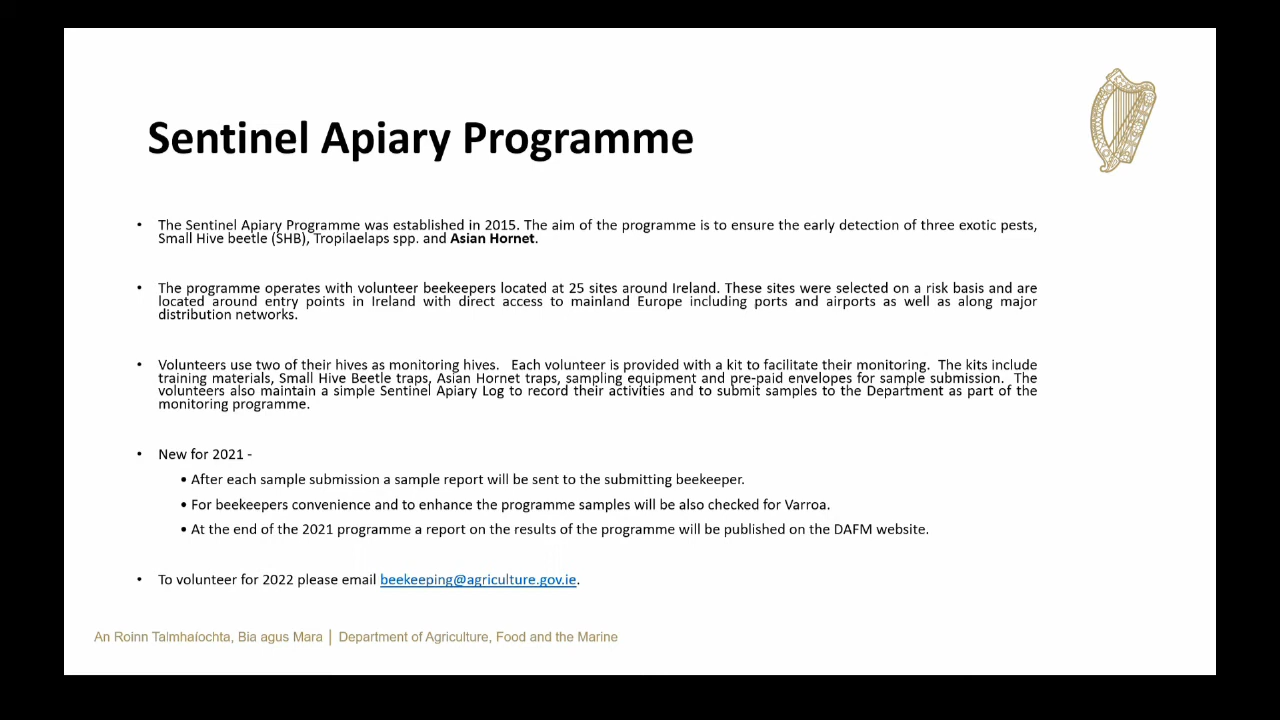 Sentinel Apiary Programme
• The Sentinel Apiary Programme was established in 2015. The aim of the programme is to ensure the early detection of three exotic pests,
Small Hive beetle (SHB), Tropilaelaps spp. and Asian Hornet.
• The programme operates with volunteer beekeepers located at 25 sites around Ireland. These sites were selected on a risk basis and are
located around entry points in Ireland with direct access to mainland Europe including ports and airports as well as along major
distribution networks.
• Volunteers use two of their hives as monitoring hives. Each volunteer is provided with a kit to facilitate their monitoring. The kits include
training materials, Small Hive Beetle traps, Asian Hornet traps, sampling equipment and pre-paid envelopes for sample submission. The
volunteers also maintain a simple Sentinel Apiary Log to record their activities and to submit samples to the Department as part of the
monitoring programme.
• New for 2021 -
• After each sample submission a sample report will be sent to the submitting beekeeper.
• For beekeepers convenience and to enhance the programme samples will be also checked for Varroa.
• At the end of the 2021 programme a report on the results of the programme will be published on the DAFM website.
• To volunteer for 2022 please email beekeeping@agriculture.gov.ie.
An Roinn Talmhaíochta, Bia agus Mara | Department of Agriculture, Food and the Marine